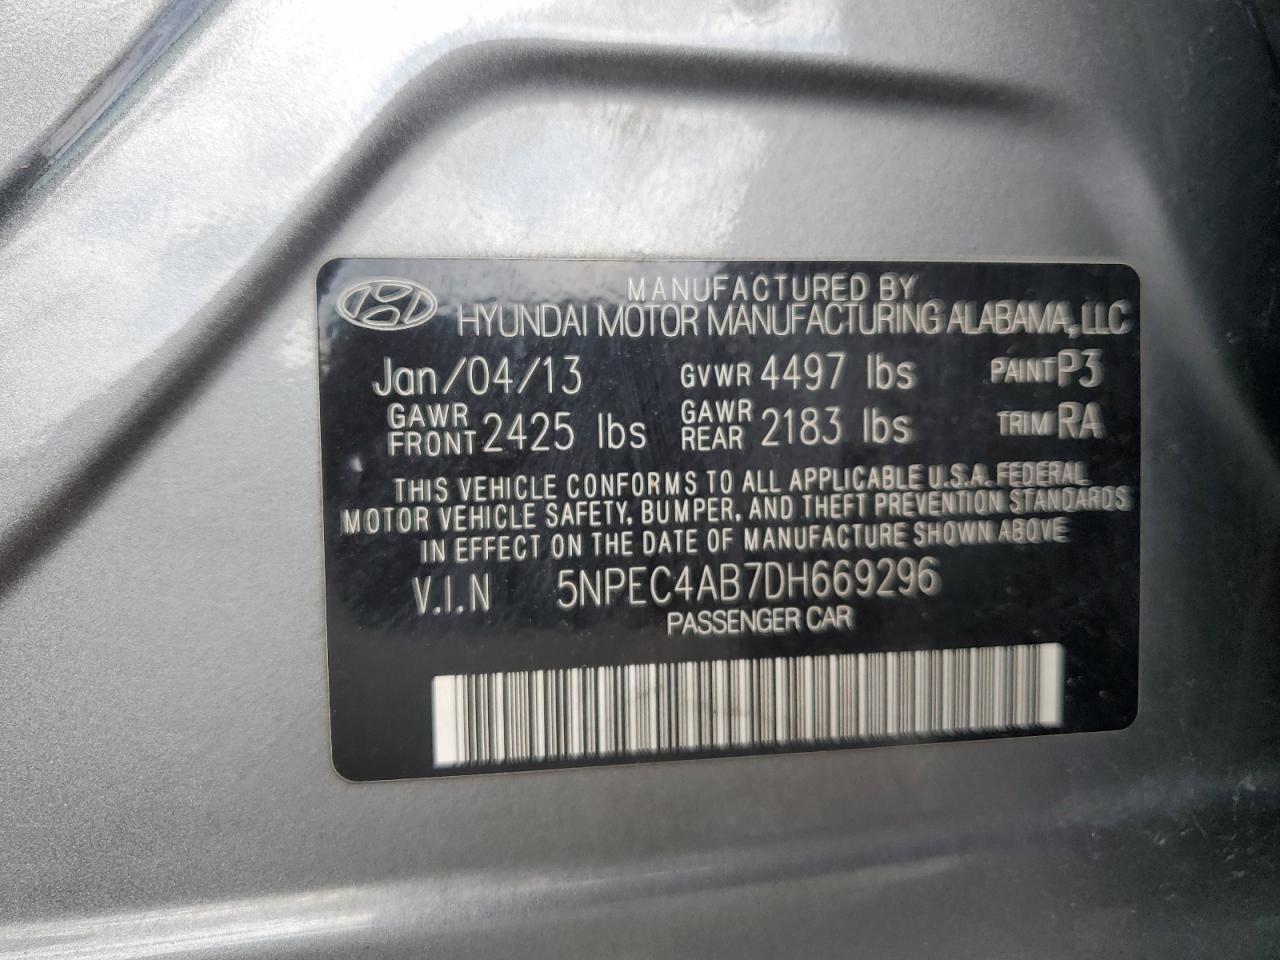 MANUFACTURED BY
HYUNDAI MOTOR MANUFACTURING ALABAMA, LLC
Jan/04/13 GVWR 4497 lbs PAINT P3
GAWR FRONT 2425 lbs GAWR REAR 2183 lbs TRIM RA
THIS VEHICLE CONFORMS TO ALL APPLICABLE U.S.A. FEDERAL
MOTOR VEHICLE SAFETY, BUMPER, AND THEFT PREVENTION STANDARDS
IN EFFECT ON THE DATE OF MANUFACTURE SHOWN ABOVE
V.I.N 5NPEC4AB7DH669296
PASSENGER CAR